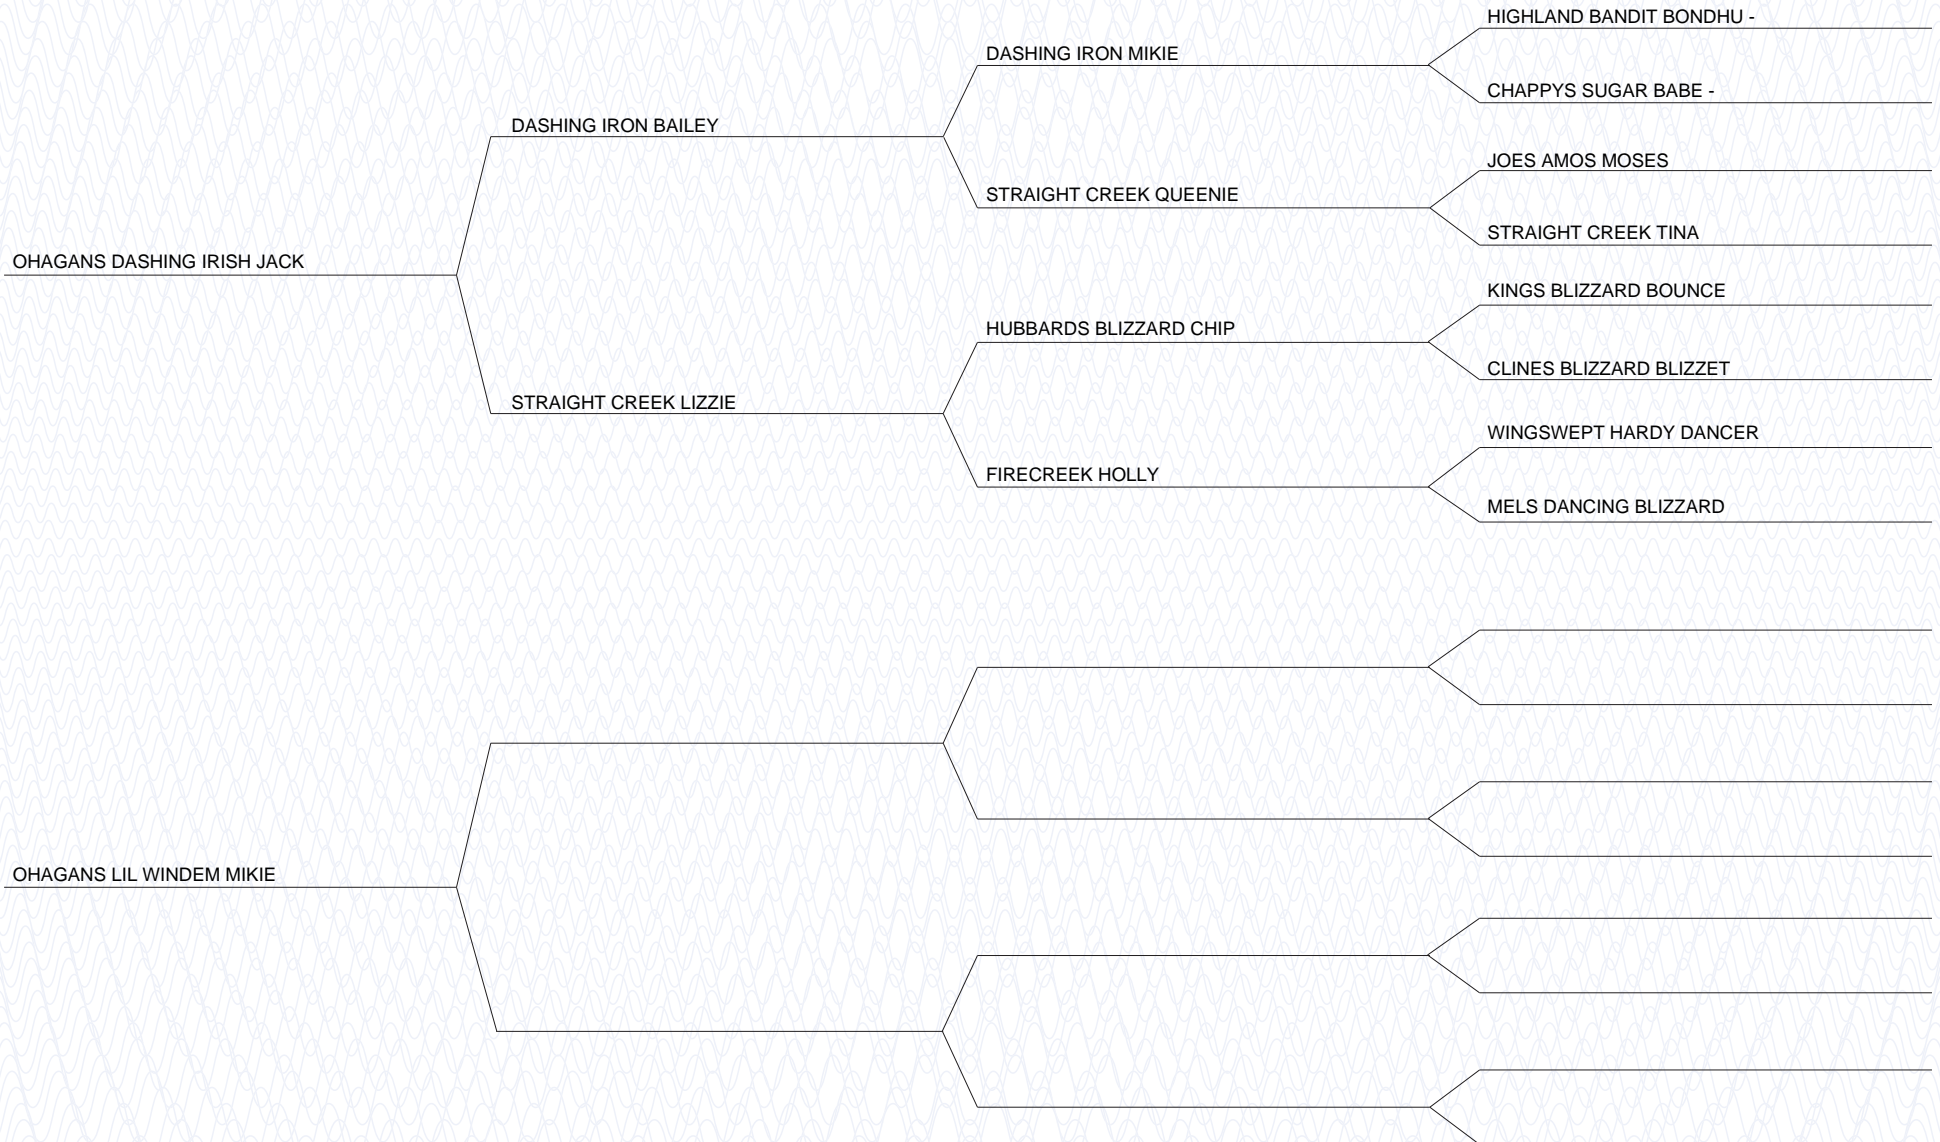 HIGHLAND BANDIT BONDHU -
DASHING IRON MIKIE
CHAPPYS SUGAR BABE -
DASHING IRON BAILEY
JOES AMOS MOSES
STRAIGHT CREEK QUEENIE
STRAIGHT CREEK TINA
OHAGANS DASHING IRISH JACK
KINGS BLIZZARD BOUNCE
HUBBARDS BLIZZARD CHIP
CLINES BLIZZARD BLIZZET
STRAIGHT CREEK LIZZIE
WINGSWEPT HARDY DANCER
FIRECREEK HOLLY
MELS DANCING BLIZZARD
OHAGANS LIL WINDEM MIKIE